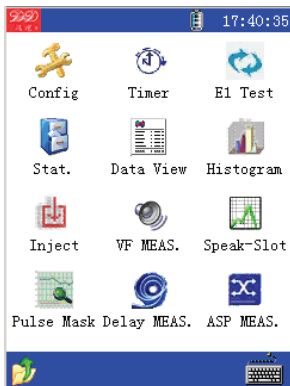 17:40:35
Config Timer E1 Test
Stat. Data View Histogram
Inject VF MEAS. Speak-Slot
Pulse Mask Delay MEAS. ASP MEAS.